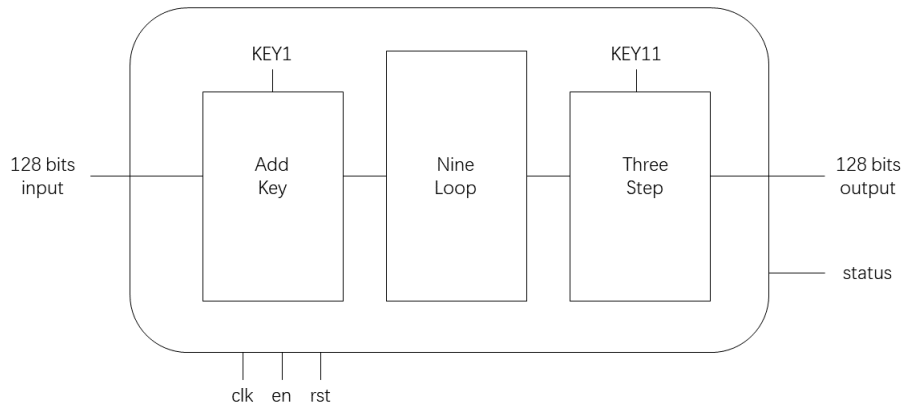 KEY1
KEY11
128 bits
input
Add
Key
Nine
Loop
Three
Step
128 bits
output
status
clk
en
rst